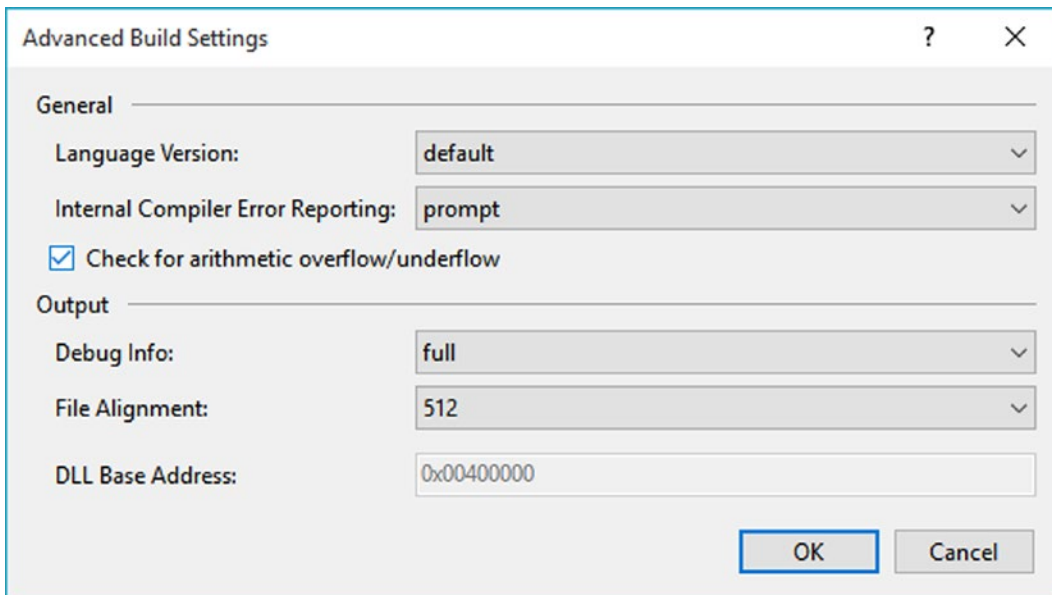 Advanced Build Settings ?
General
Language Version: default
Internal Compiler Error Reporting: prompt
Check for arithmetic overflow/underflow
Output
Debug Info: full
File Alignment: 512
DLL Base Address: 0x00400000
OK Cancel